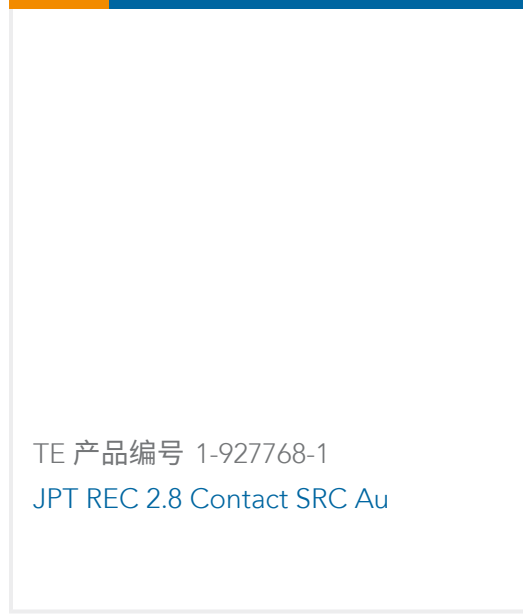 TE 产品编号 1-927768-1
JPT REC 2.8 Contact SRC Au